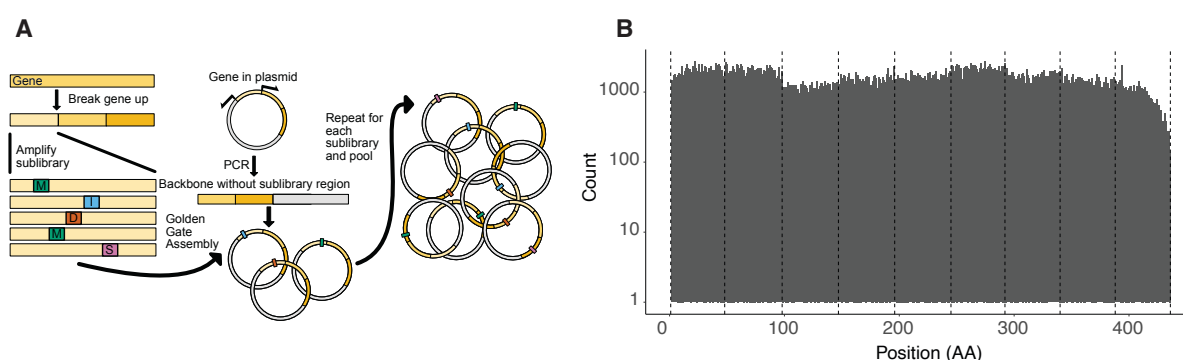 A
Gene
Break gene up
Amplify
sublibrary
M
I
D
M
S
Gene in plasmid
PCR
Backbone without sublibrary region
Golden
Gate
Assembly
Repeat for
each
sublibrary
and pool
B
Count
1000
100
10
1
0 100 200 300 400
Position (AA)